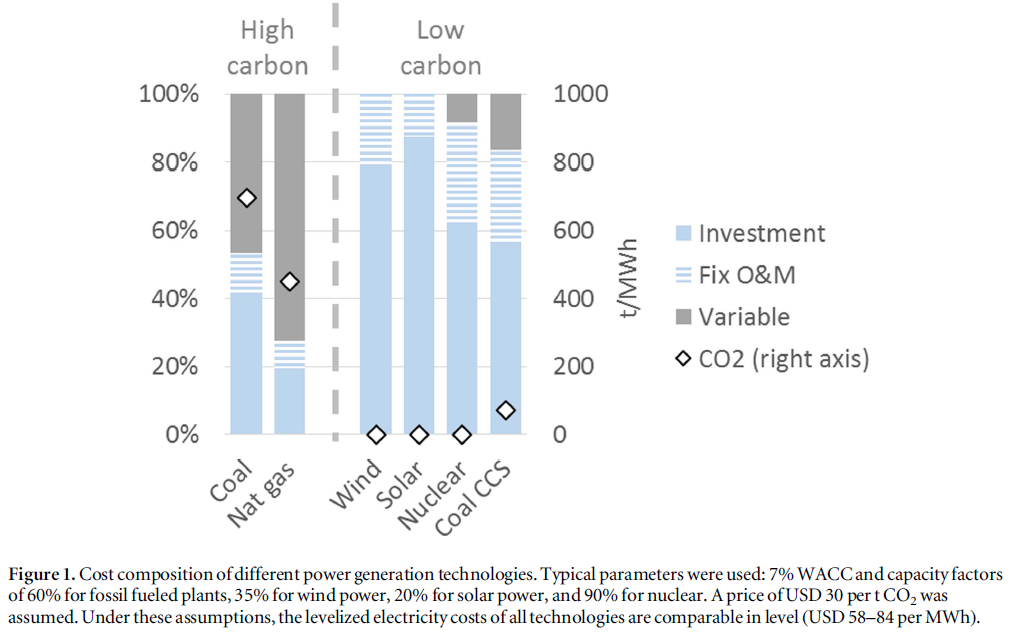 High
carbon
Low
carbon
100%
80%
60%
40%
20%
0%
1000
800
600
400
200
0
t/MWh
Coal
Nat gas
Wind
Solar
Nuclear
Coal CCS
Investment
Fix O&M
Variable
CO2 (right axis)
Figure 1. Cost composition of different power generation technologies. Typical parameters were used: 7% WACC and capacity factors
of 60% for fossil fueled plants, 35% for wind power, 20% for solar power, and 90% for nuclear. A price of USD 30 per t CO₂ was
assumed. Under these assumptions, the levelized electricity costs of all technologies are comparable in level (USD 58–84 per MWh).